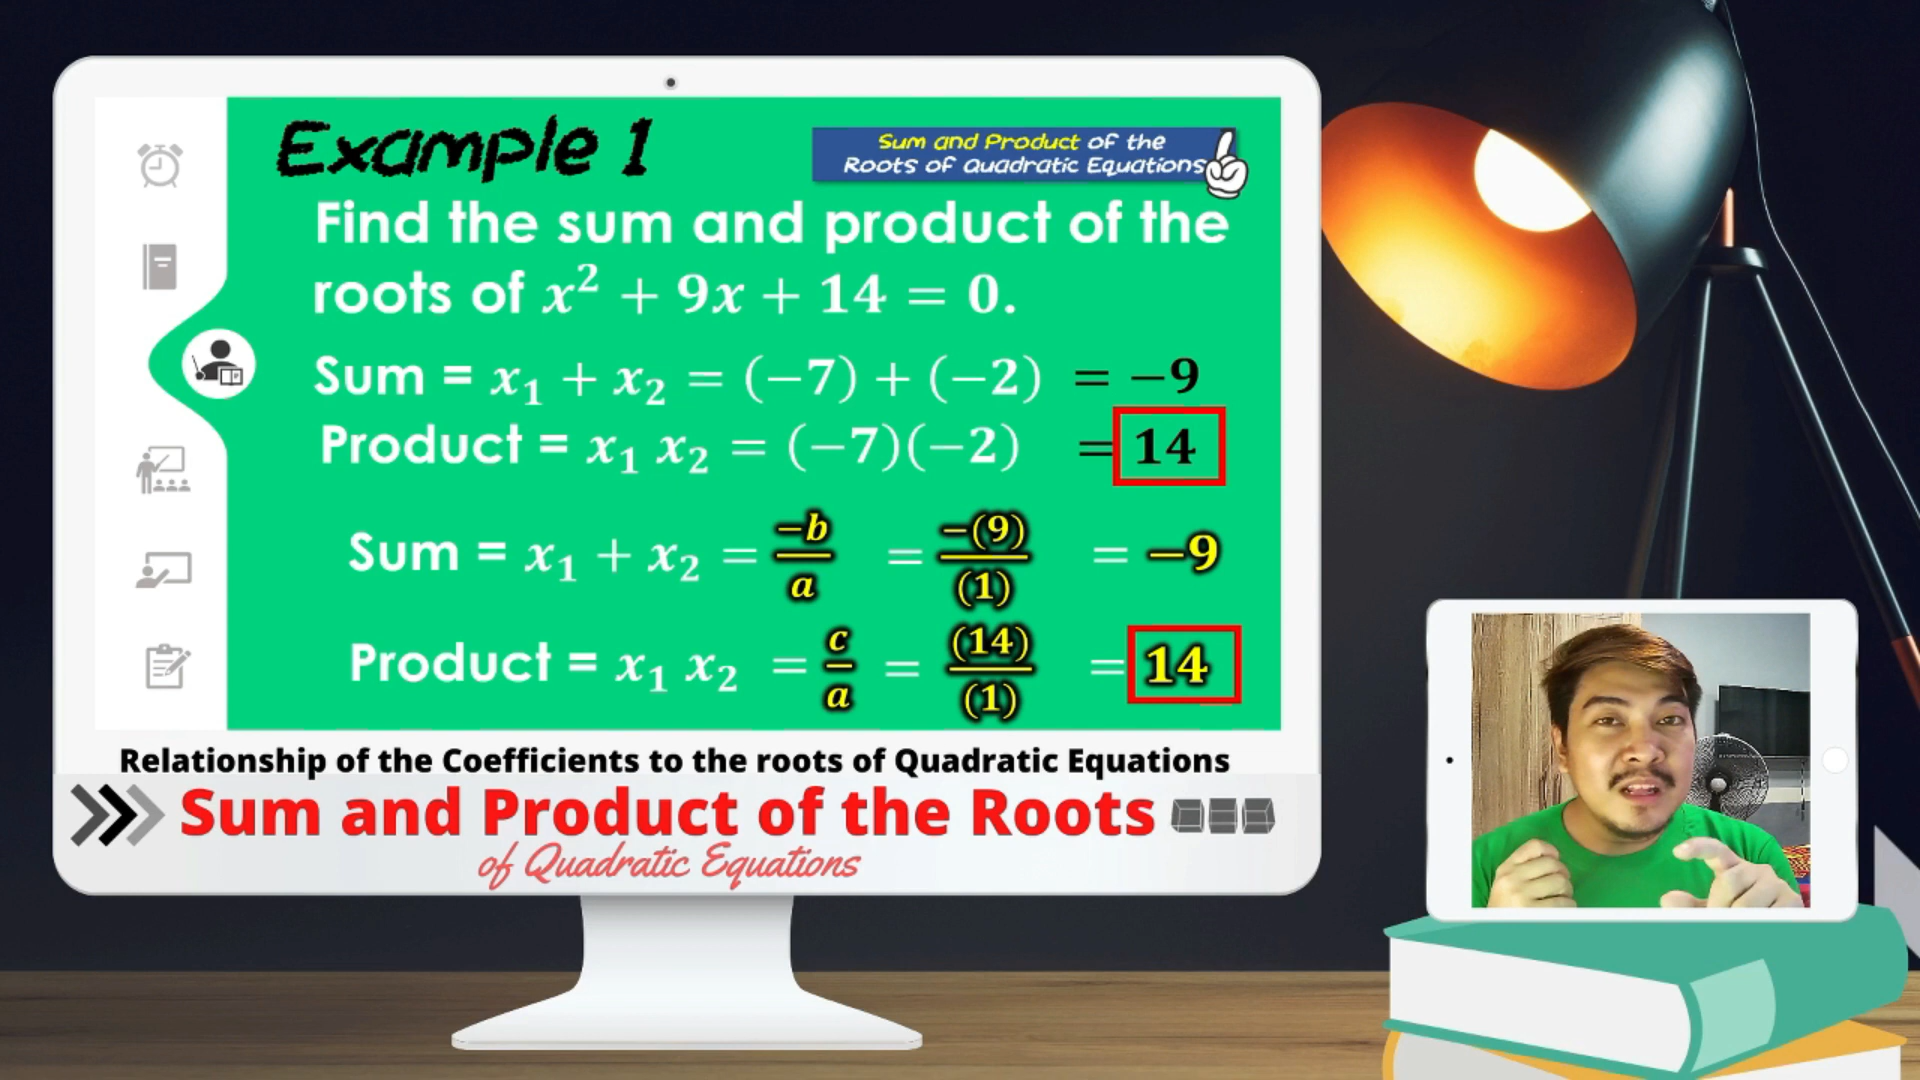 Example 1
Sum and Product of the
Roots of Quadratic Equations
Find the sum and product of the
roots of x² + 9x + 14 = 0.
Sum = x₁ + x₂ = (−7) + (−2) = −9
Product = x₁ x₂ = (−7)(−2) = 14
Sum = x₁ + x₂ = −b/a = −(9)/(1) = −9
Product = x₁ x₂ = c/a = (14)/(1) = 14
Relationship of the Coefficients to the roots of Quadratic Equations
Sum and Product of the Roots
of Quadratic Equations